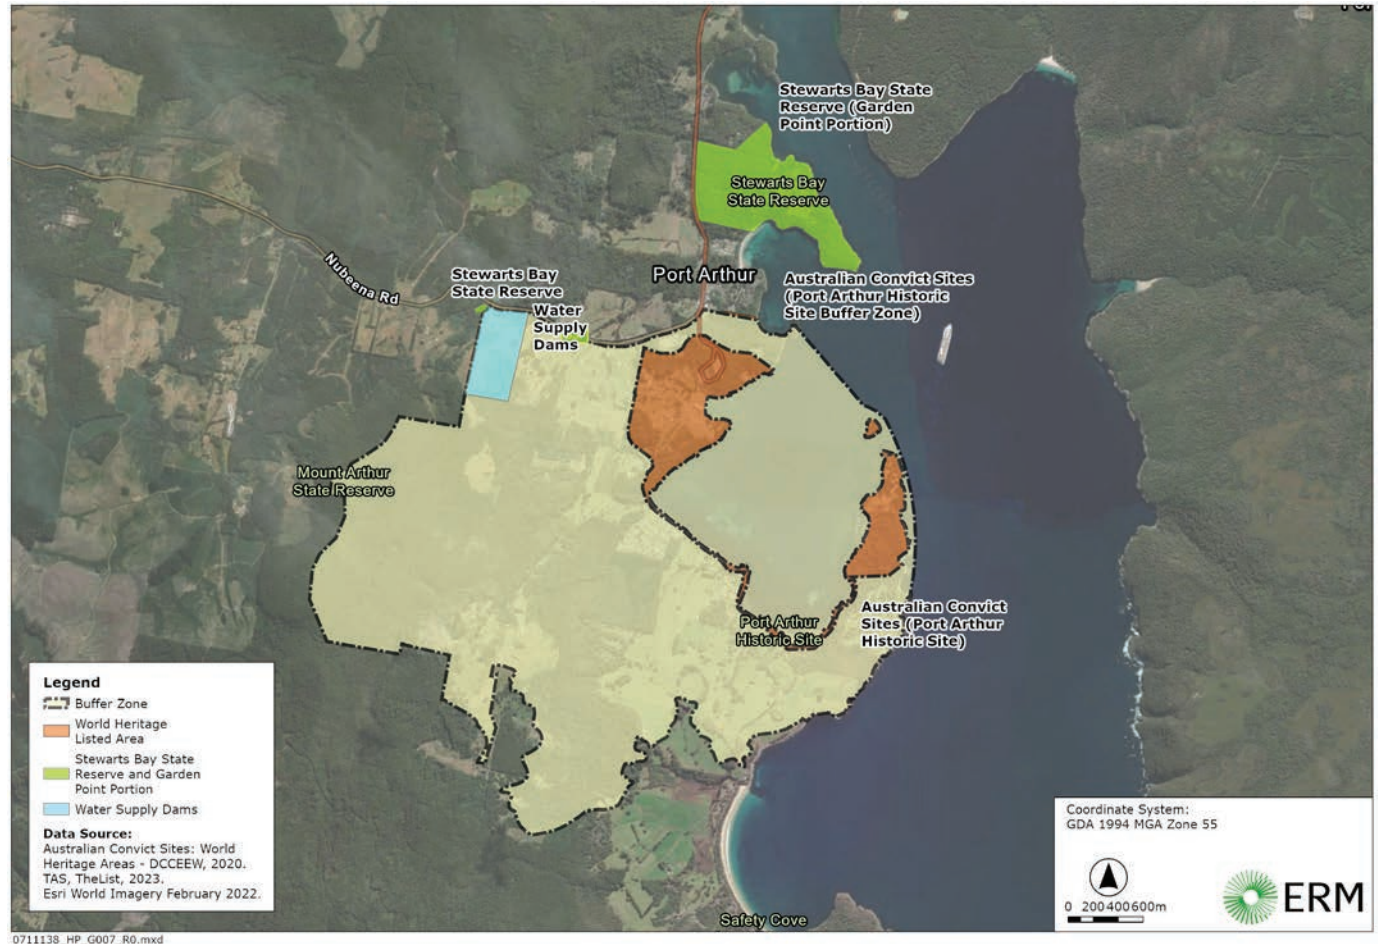 Stewarts Bay State
Reserve (Garden
Point Portion)
Stewarts Bay
State Reserve
Nubeena Rd
Stewarts Bay
State Reserve
Port Arthur
Australian Convict Sites
(Port Arthur Historic
Site Buffer Zone)
Water
Supply
Dams
Mount Arthur
State Reserve
Port Arthur
Historic Site
Australian Convict
Sites (Port Arthur
Historic Site)
Safety Cove
Legend
Buffer Zone
World Heritage
Listed Area
Stewarts Bay State
Reserve and Garden
Point Portion
Water Supply Dams
Data Source:
Australian Convict Sites: World
Heritage Areas - DCCEEW, 2020.
TAS, TheList, 2023.
Esri World Imagery February 2022.
Coordinate System:
GDA 1994 MGA Zone 55
0 200400600m
ERM
0711138_HP_G007_R0.mxd